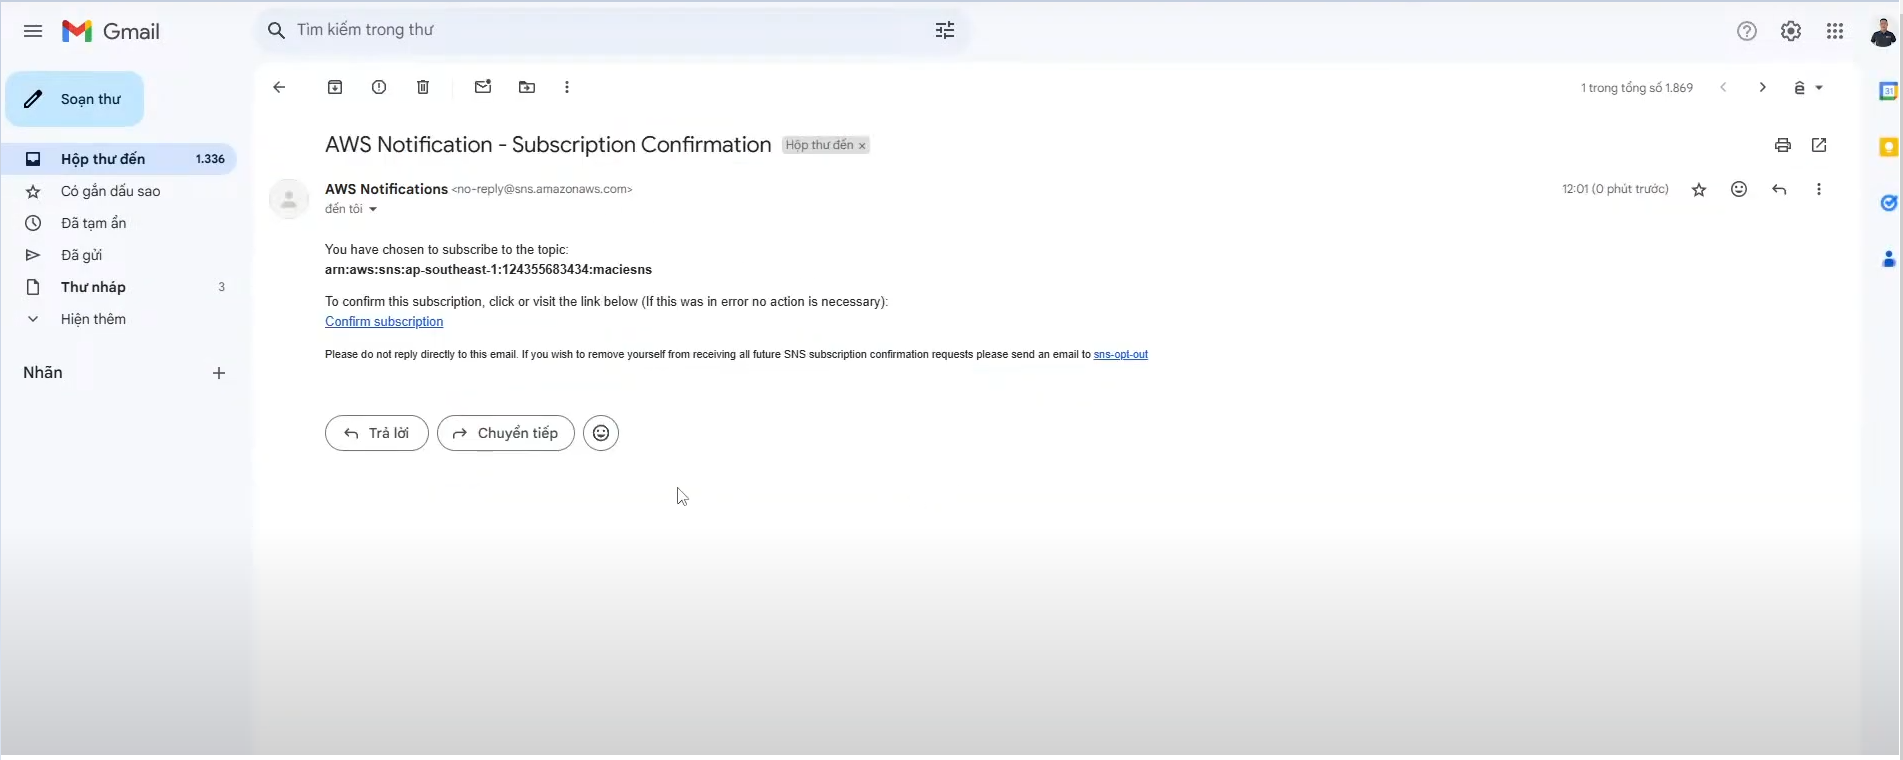 Gmail
Tìm kiếm trong thư
Soạn thư
1 trong tổng số 1.869
Hộp thư đến 1.336
Có gắn dấu sao
Đã tạm ẩn
Đã gửi
Thư nháp 3
Hiện thêm
Nhãn
AWS Notification - Subscription Confirmation Hộp thư đến ×
AWS Notifications <no-reply@sns.amazonaws.com> 12:01 (0 phút trước)
đến tôi
You have chosen to subscribe to the topic:
arn:aws:sns:ap-southeast-1:124355683434:maciesns
To confirm this subscription, click or visit the link below (If this was in error no action is necessary):
Confirm subscription
Please do not reply directly to this email. If you wish to remove yourself from receiving all future SNS subscription confirmation requests please send an email to sns-opt-out
Trả lời
Chuyển tiếp
31
ê